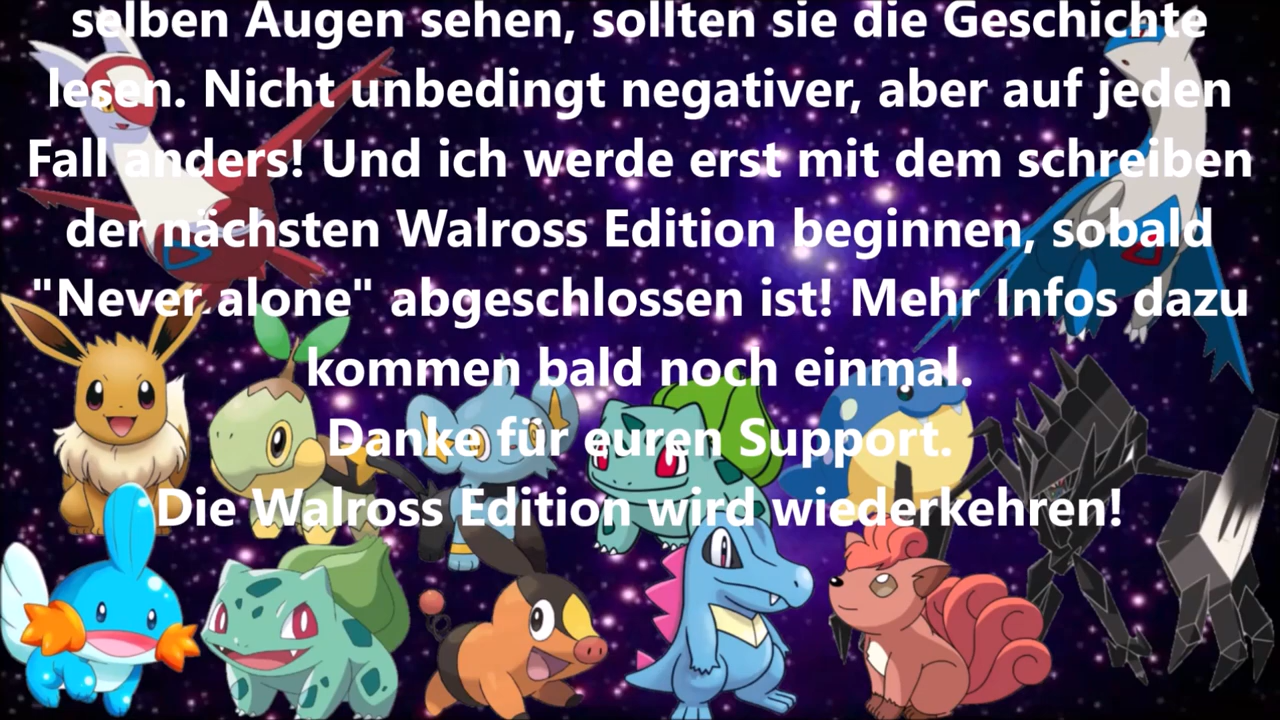 selben Augen sehen, sollten sie die Geschichte
lesen. Nicht unbedingt negativer, aber auf jeden
Fall anders! Und ich werde erst mit dem schreiben
der nächsten Walross Edition beginnen, sobald
"Never alone" abgeschlossen ist! Mehr Infos dazu
kommen bald noch einmal.
Danke für euren Support.
Die Walross Edition wird wiederkehren!